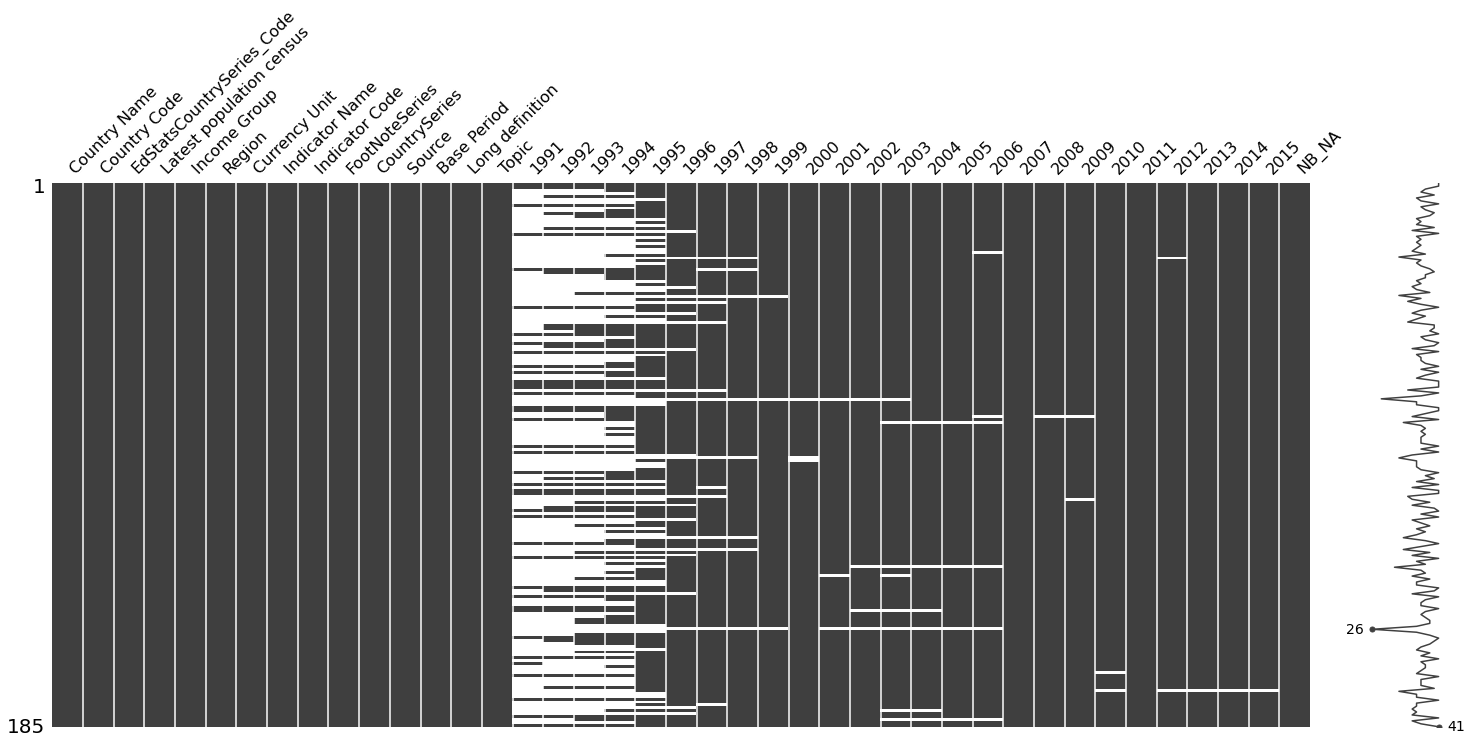 Country Name
Country Code
EdStatsCountrySeries_Code
Latest population census
Income Group
Region
Currency Unit
Indicator Name
Indicator Code
FootNoteSeries
CountrySeries
Source
Base Period
Long definition
Topic
1991
1992
1993
1994
1995
1996
1997
1998
1999
2000
2001
2002
2003
2004
2005
2006
2007
2008
2009
2010
2011
2012
2013
2014
2015
NB_NA
1
26
185
41